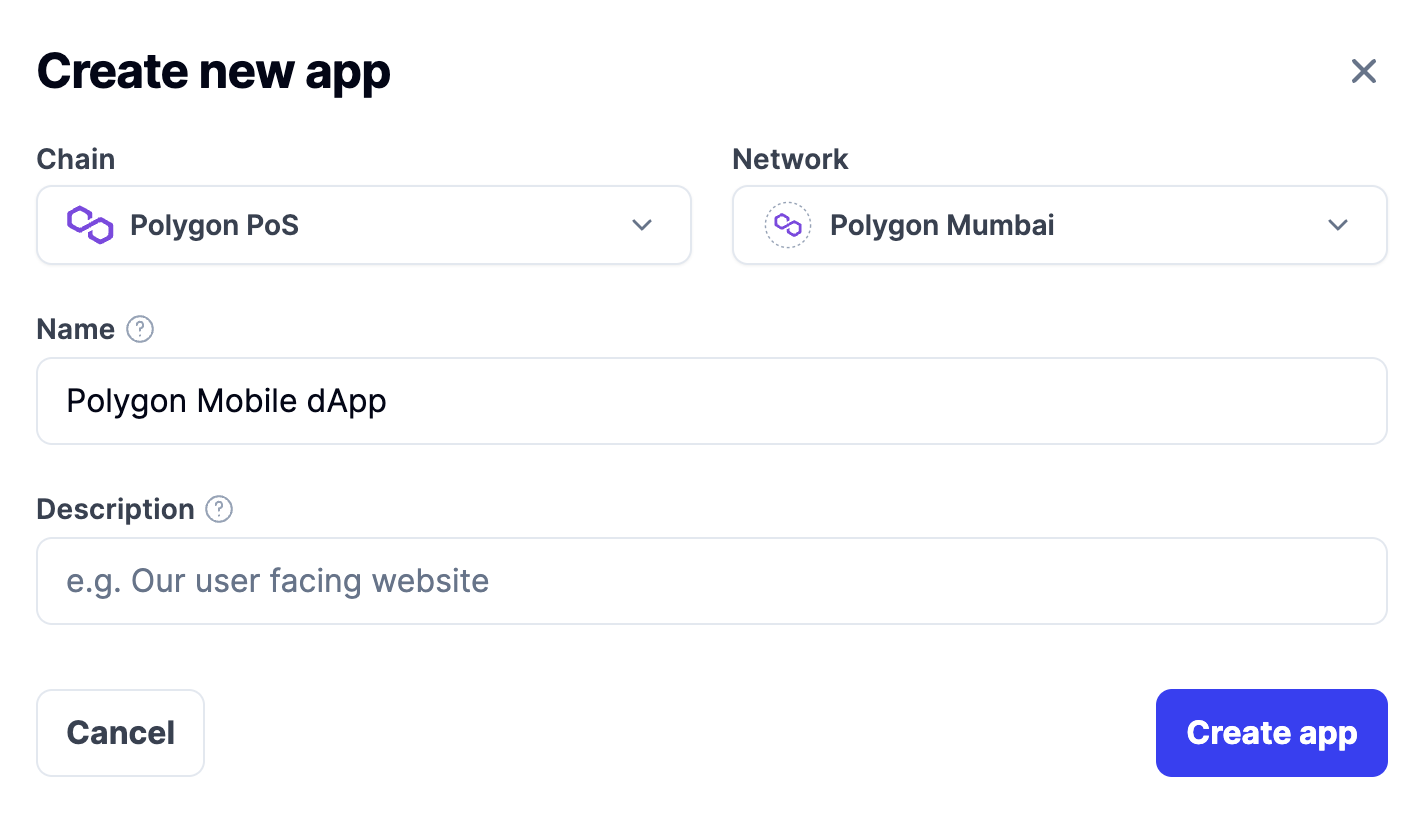 Create new app
Chain
Network
Polygon PoS
Polygon Mumbai
Name ?
Polygon Mobile dApp
Description ?
e.g. Our user facing website
Cancel
Create app